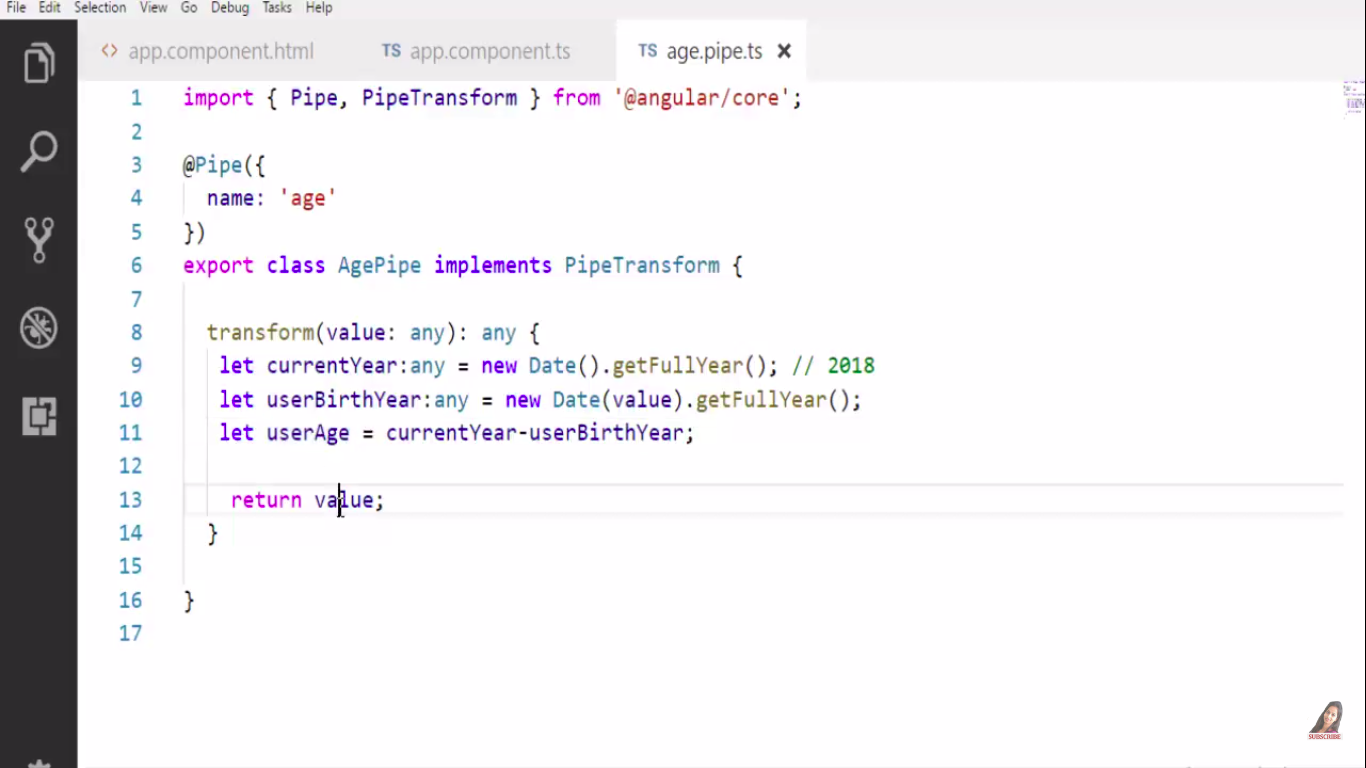 File Edit Selection View Go Debug Tasks Help
<> app.component.html TS app.component.ts TS age.pipe.ts ×
1 import { Pipe, PipeTransform } from '@angular/core';
2
3 @Pipe({
4 name: 'age'
5 })
6 export class AgePipe implements PipeTransform {
7
8 transform(value: any): any {
9 let currentYear:any = new Date().getFullYear(); // 2018
10 let userBirthYear:any = new Date(value).getFullYear();
11 let userAge = currentYear-userBirthYear;
12
13 return value;
14 }
15
16 }
17
SUBSCRIBE